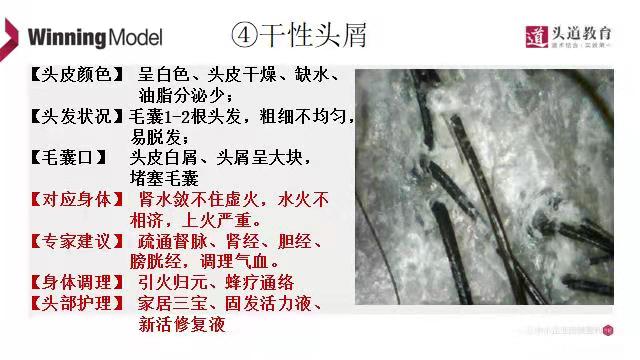 Winning Model
④干性头屑
道 头道教育
【头皮颜色】 呈白色、头皮干燥、缺水、
油脂分泌少；
【头发状况】毛囊1-2根头发，粗细不均匀，
易脱发；
【毛囊口】 头皮白屑、头屑呈大块，
堵塞毛囊
【对应身体】 肾水敛不住虚火，水火不
相济，上火严重。
【专家建议】 疏通督脉、肾经、胆经、
膀胱经，调理气血。
【身体调理】 引火归元、蜂疗通络
【头部护理】 家居三宝、固发活力液、
新活修复液